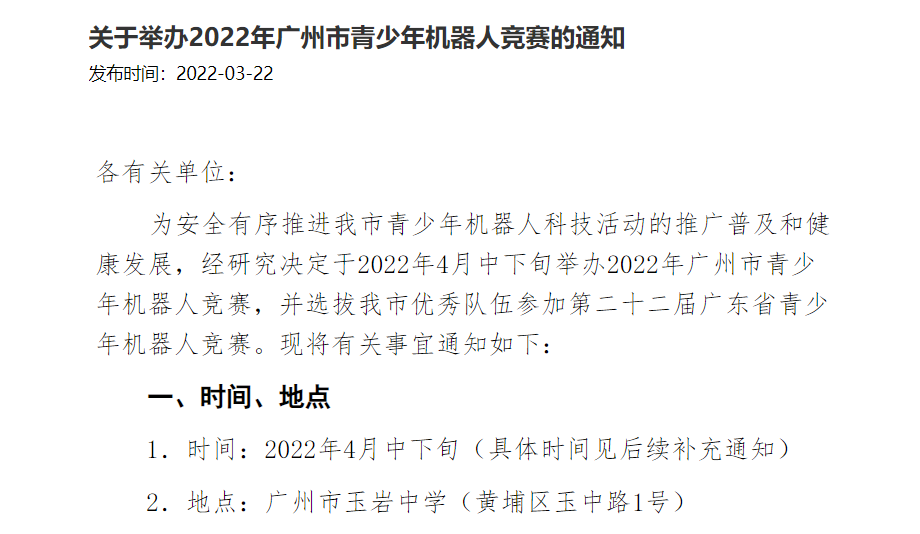 关于举办2022年广州市青少年机器人竞赛的通知
发布时间：2022-03-22
各有关单位：
为安全有序推进我市青少年机器人科技活动的推广普及和健
康发展，经研究决定于2022年4月中下旬举办2022年广州市青少
年机器人竞赛，并选拔我市优秀队伍参加第二十二届广东省青少
年机器人竞赛。现将有关事宜通知如下：
一、时间、地点
1．时间：2022年4月中下旬（具体时间见后续补充通知）
2．地点：广州市玉岩中学（黄埔区玉中路1号）